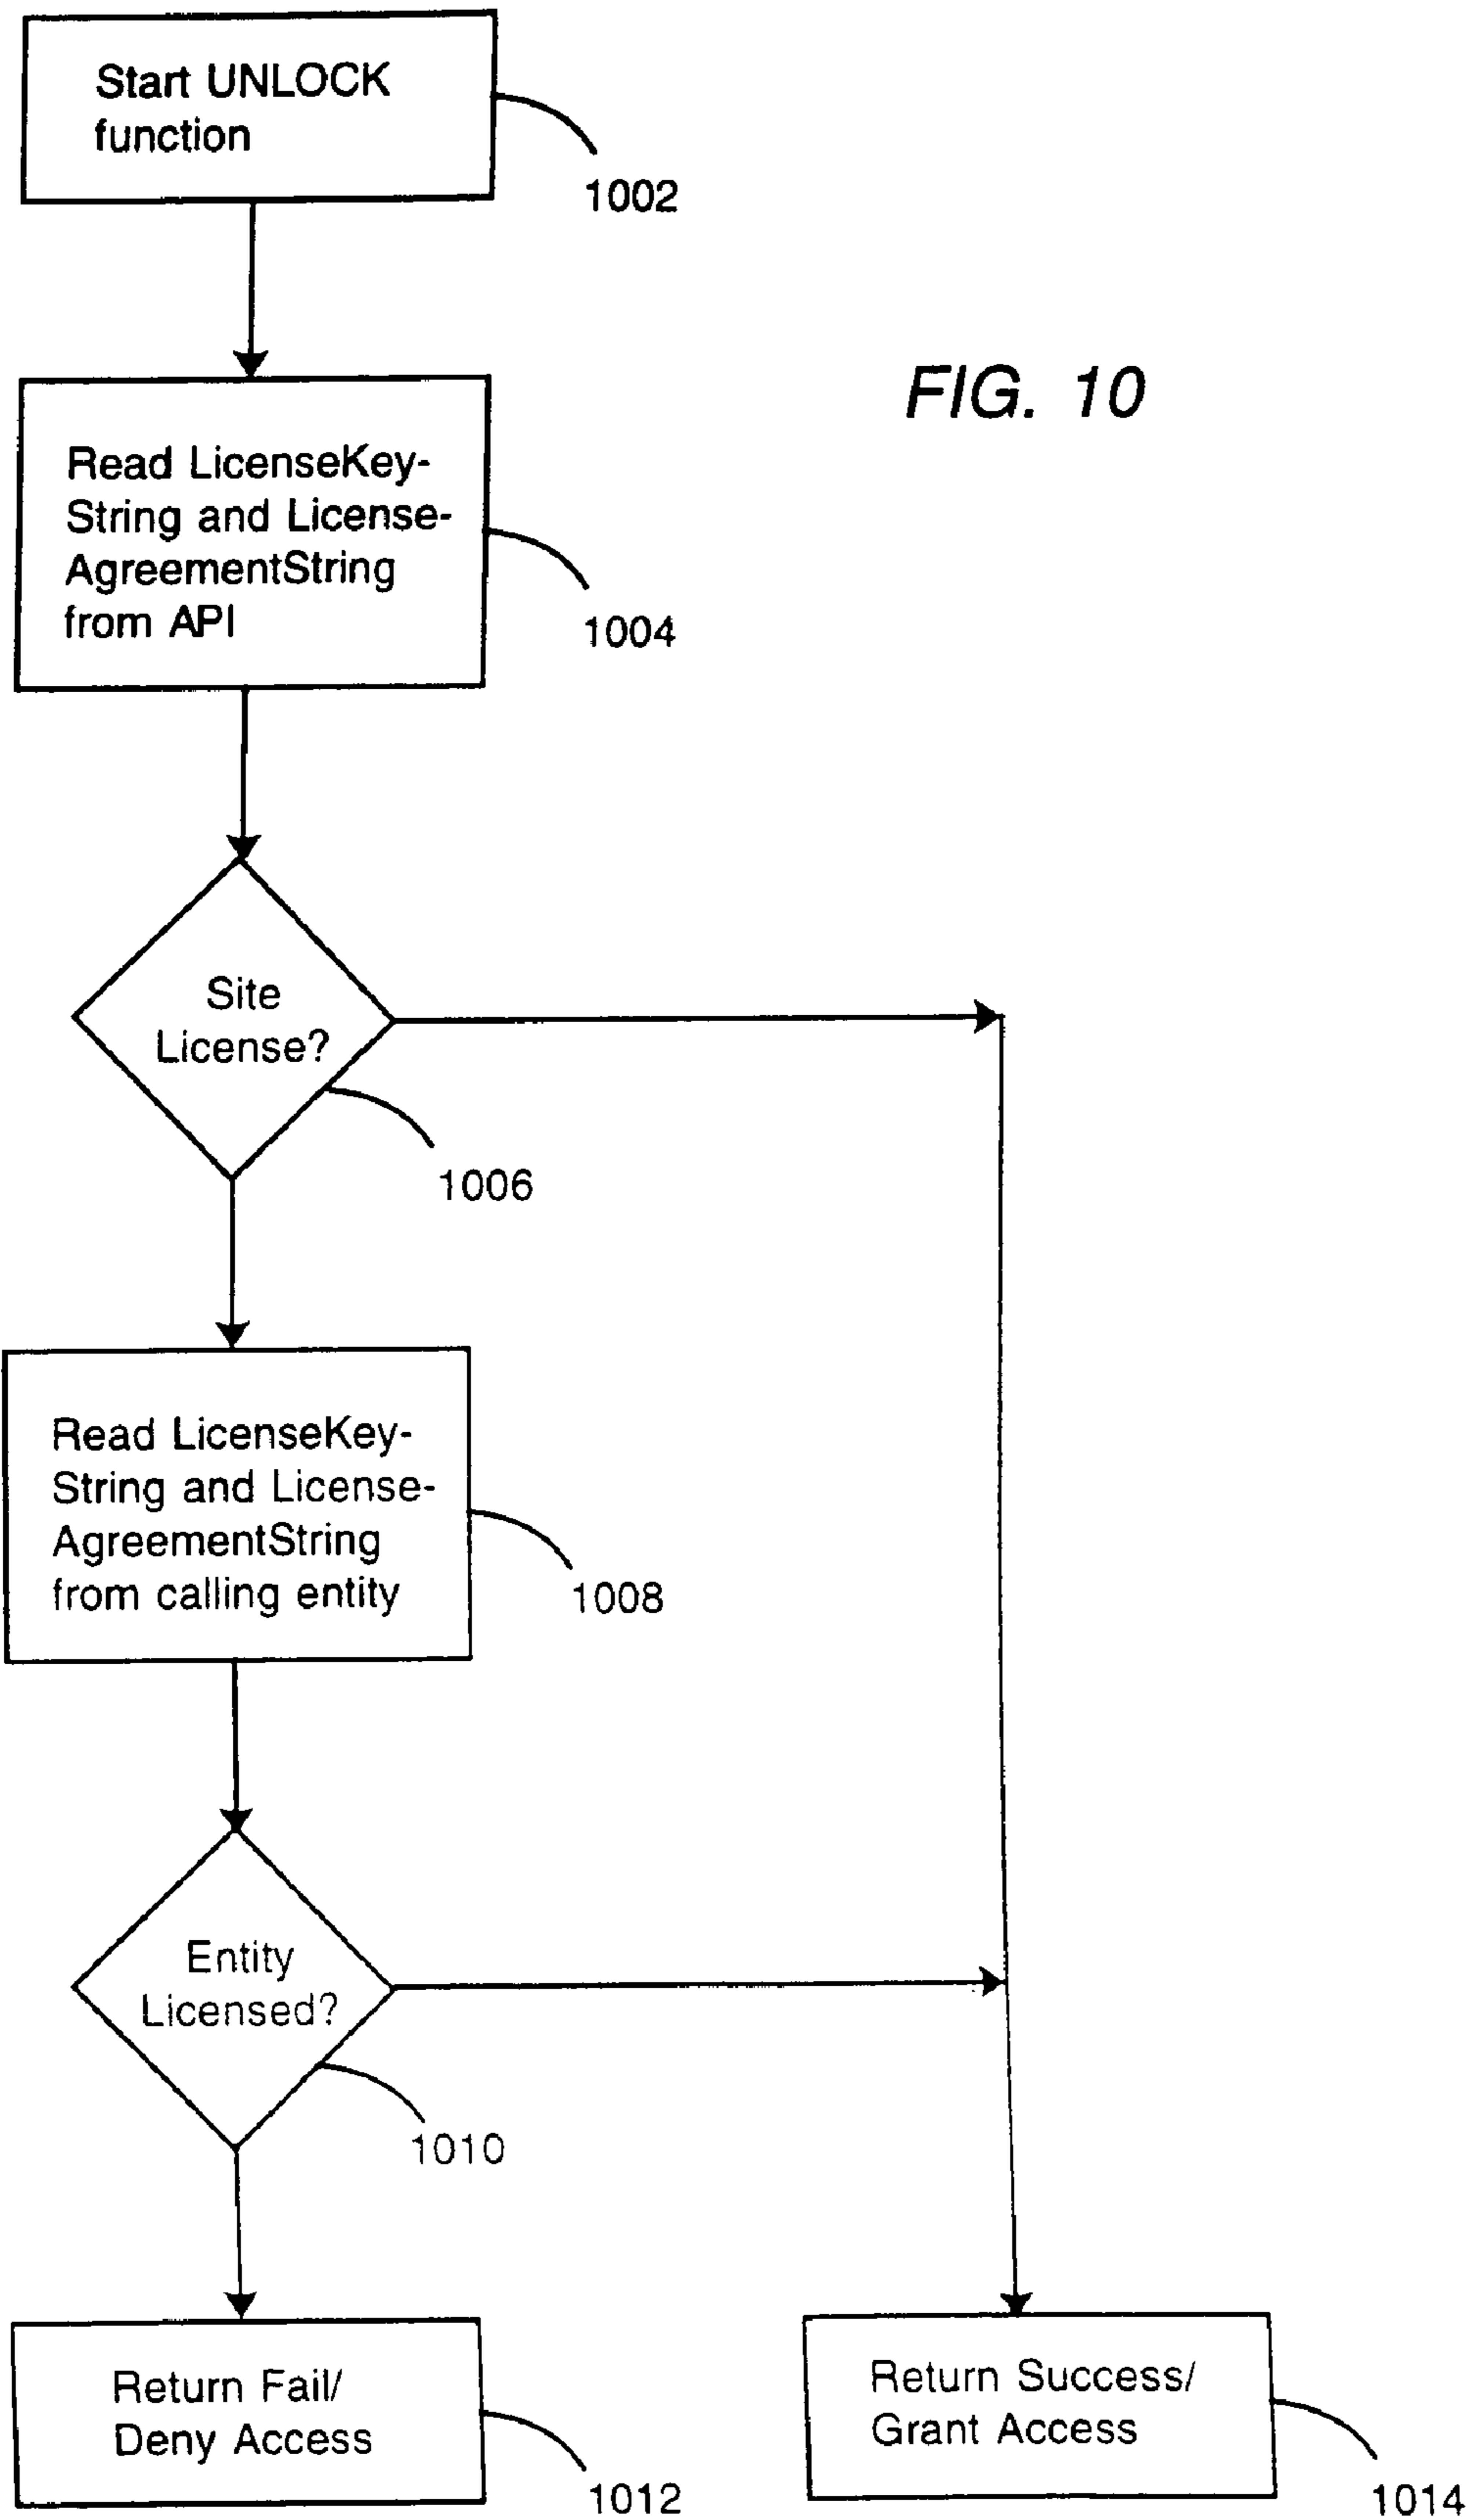 Start UNLOCK
function
1002
FIG. 10
Read LicenseKey-
String and License-
AgreementString
from API
1004
Site
License?
1006
Read LicenseKey-
String and License-
AgreementString
from calling entity
1008
Entity
Licensed?
1010
Return Fail/
Deny Access
1012
Return Success/
Grant Access
1014